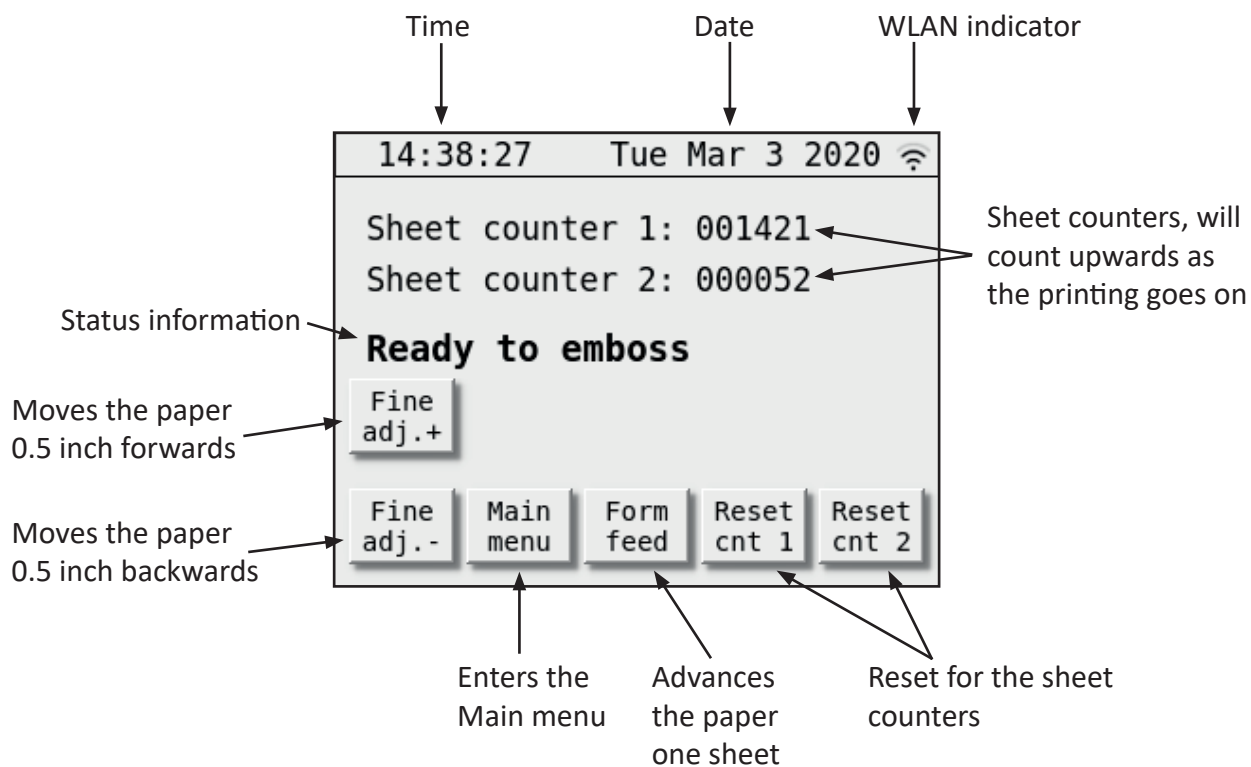 Time
Date
WLAN indicator
14:38:27 Tue Mar 3 2020
Sheet counter 1: 001421
Sheet counter 2: 000052
Sheet counters, will
count upwards as
the printing goes on
Status information
Ready to emboss
Moves the paper
0.5 inch forwards
Fine
adj.+
Moves the paper
0.5 inch backwards
Fine
adj.-
Main
menu
Form
feed
Reset
cnt 1
Reset
cnt 2
Enters the
Main menu
Advances
the paper
one sheet
Reset for the sheet
counters